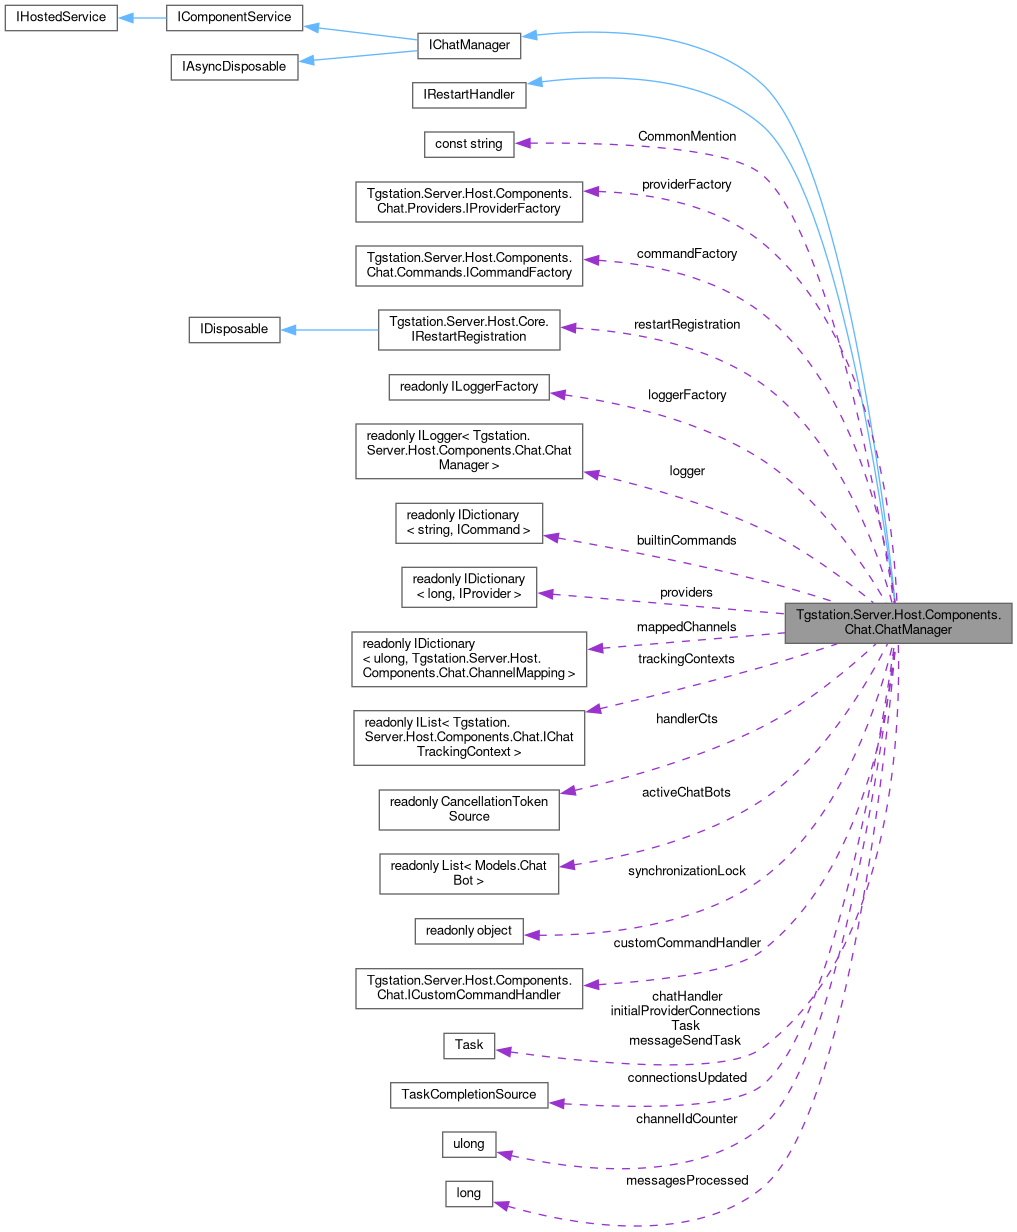 IHostedService
IComponentService
IAsyncDisposable
IChatManager
IRestartHandler
const string
CommonMention
Tgstation.Server.Host.Components.
Chat.Providers.IProviderFactory
providerFactory
Tgstation.Server.Host.Components.
Chat.Commands.ICommandFactory
commandFactory
IDisposable
Tgstation.Server.Host.Core.
IRestartRegistration
restartRegistration
readonly ILoggerFactory
loggerFactory
readonly ILogger< Tgstation.
Server.Host.Components.Chat.Chat
Manager >
logger
readonly IDictionary
< string, ICommand >
builtinCommands
readonly IDictionary
< long, IProvider >
providers
Tgstation.Server.Host.Components.
Chat.ChatManager
readonly IDictionary
< ulong, Tgstation.Server.Host.
Components.Chat.ChannelMapping >
mappedChannels
readonly IList< Tgstation.
Server.Host.Components.Chat.IChat
TrackingContext >
trackingContexts
readonly CancellationToken
Source
handlerCts
readonly List< Models.Chat
Bot >
activeChatBots
readonly object
synchronizationLock
Tgstation.Server.Host.Components.
Chat.ICustomCommandHandler
customCommandHandler
Task
chatHandler
initialProviderConnections
Task
messageSendTask
TaskCompletionSource
connectionsUpdated
ulong
channelIdCounter
long
messagesProcessed